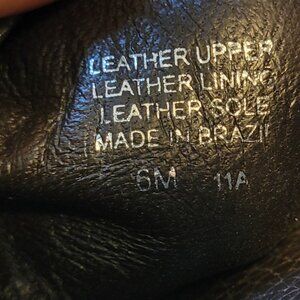 LEATHER UPPER
LEATHER LINING
LEATHER SOLE
MADE IN BRAZIL
6M 11A